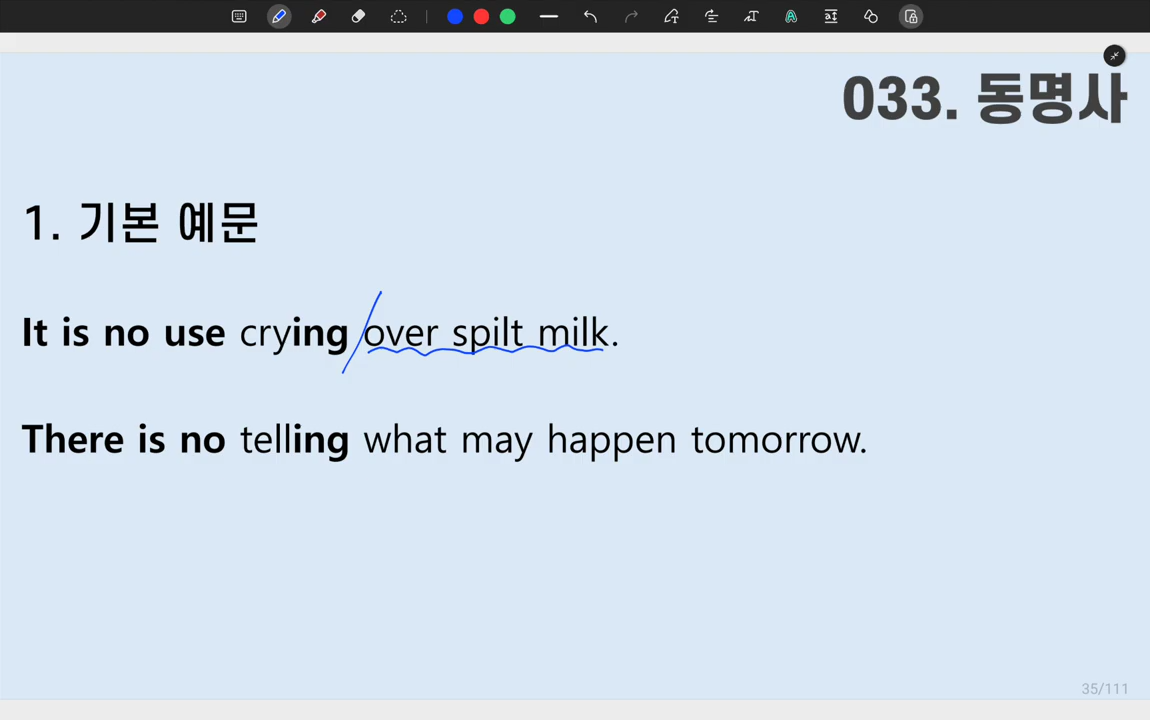 033. 동명사
1. 기본 예문
It is no use crying over spilt milk.
There is no telling what may happen tomorrow.
35/111